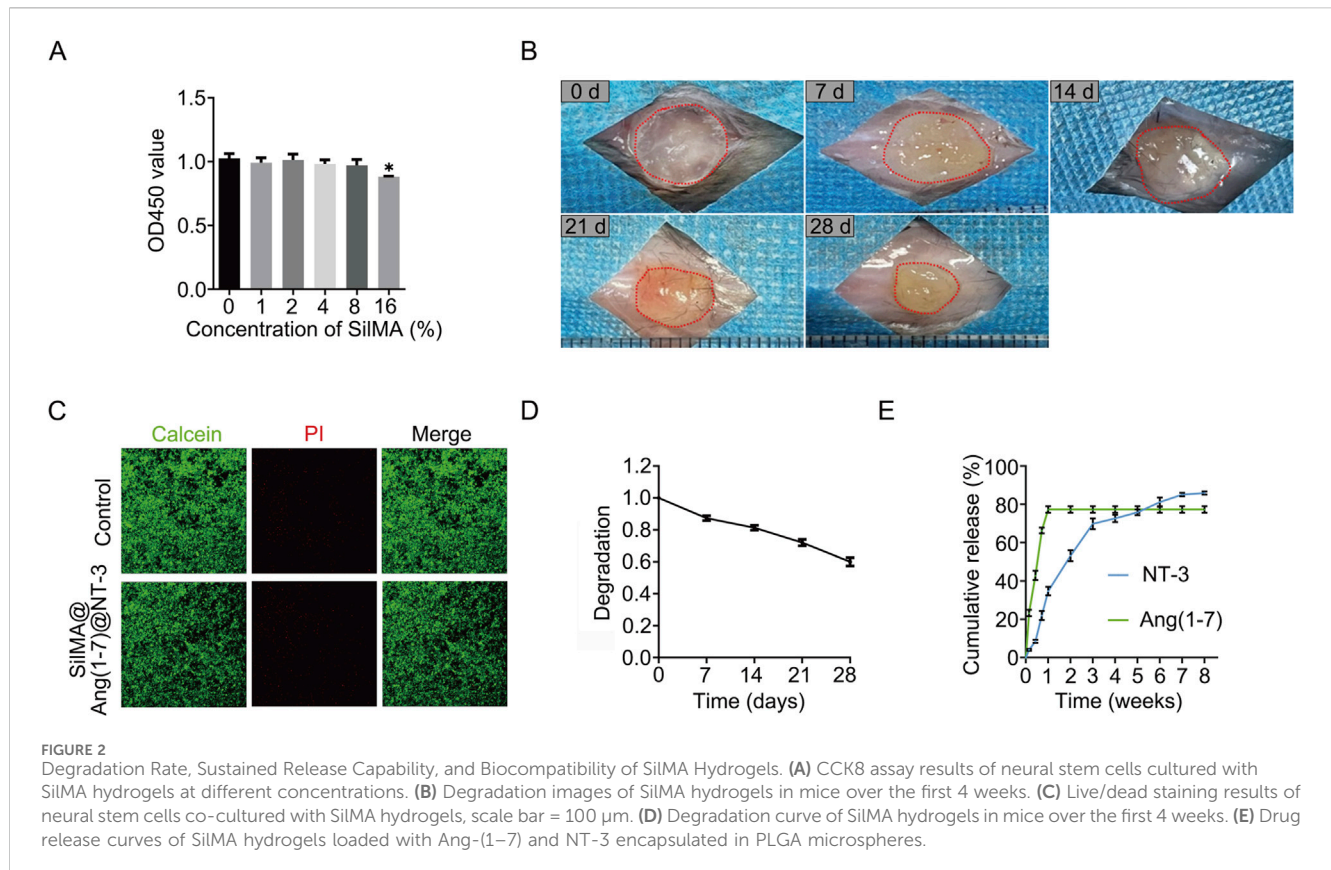 A
1.5
1.0
0.5
0.0
OD450 value
*
0 1 2 4 8 16
Concentration of SilMA (%)
B
0 d
7 d
14 d
21 d
28 d
C
Calcein
PI
Merge
Control
SilMA@
Ang(1-7)@NT-3
D
1.2
1.0
0.8
0.6
0.4
0.2
0.0
Degradation
0 7 14 21 28
Time (days)
E
100
80
60
40
20
0
Cumulative release (%)
NT-3
Ang(1-7)
0 1 2 3 4 5 6 7 8
Time (weeks)
FIGURE 2
Degradation Rate, Sustained Release Capability, and Biocompatibility of SilMA Hydrogels. (A) CCK8 assay results of neural stem cells cultured with
SilMA hydrogels at different concentrations. (B) Degradation images of SilMA hydrogels in mice over the first 4 weeks. (C) Live/dead staining results of
neural stem cells co-cultured with SilMA hydrogels, scale bar = 100 μm. (D) Degradation curve of SilMA hydrogels in mice over the first 4 weeks. (E) Drug
release curves of SilMA hydrogels loaded with Ang-(1–7) and NT-3 encapsulated in PLGA microspheres.